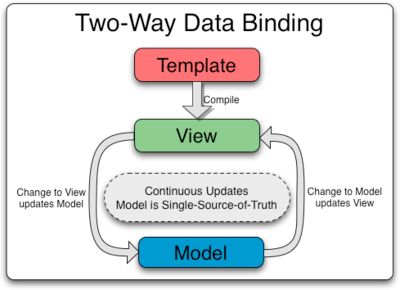 Two-Way Data Binding
Template
Compile
View
Change to View
updates Model
Continuous Updates
Model is Single-Source-of-Truth
Change to Model
updates View
Model